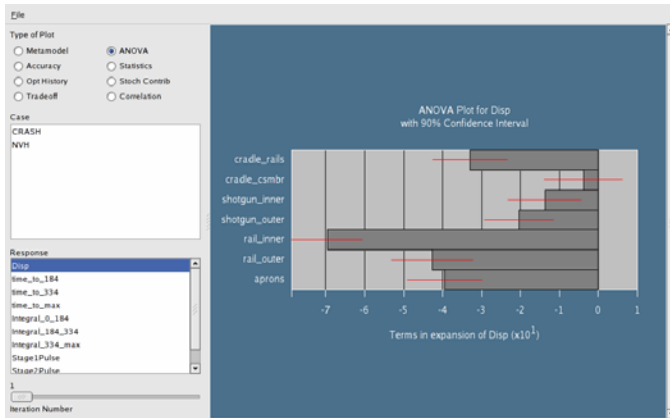 File
Type of Plot
Metamodel
ANOVA
Accuracy
Statistics
Opt History
Stoch Contrib
Tradeoff
Correlation
Case
CRASH
NVH
Response
Disp
time_to_184
time_to_334
time_to_max
Integral_0_184
Integral_184_334
Integral_334_max
Stage1Pulse
Stage2Pulse
1
Iteration Number
ANOVA Plot for Disp
with 90% Confidence Interval
cradle_rails
cradle_csmbr
shotgun_inner
shotgun_outer
rail_inner
rail_outer
aprons
-7 -6 -5 -4 -3 -2 -1 0 1
Terms in expansion of Disp (x10^1)